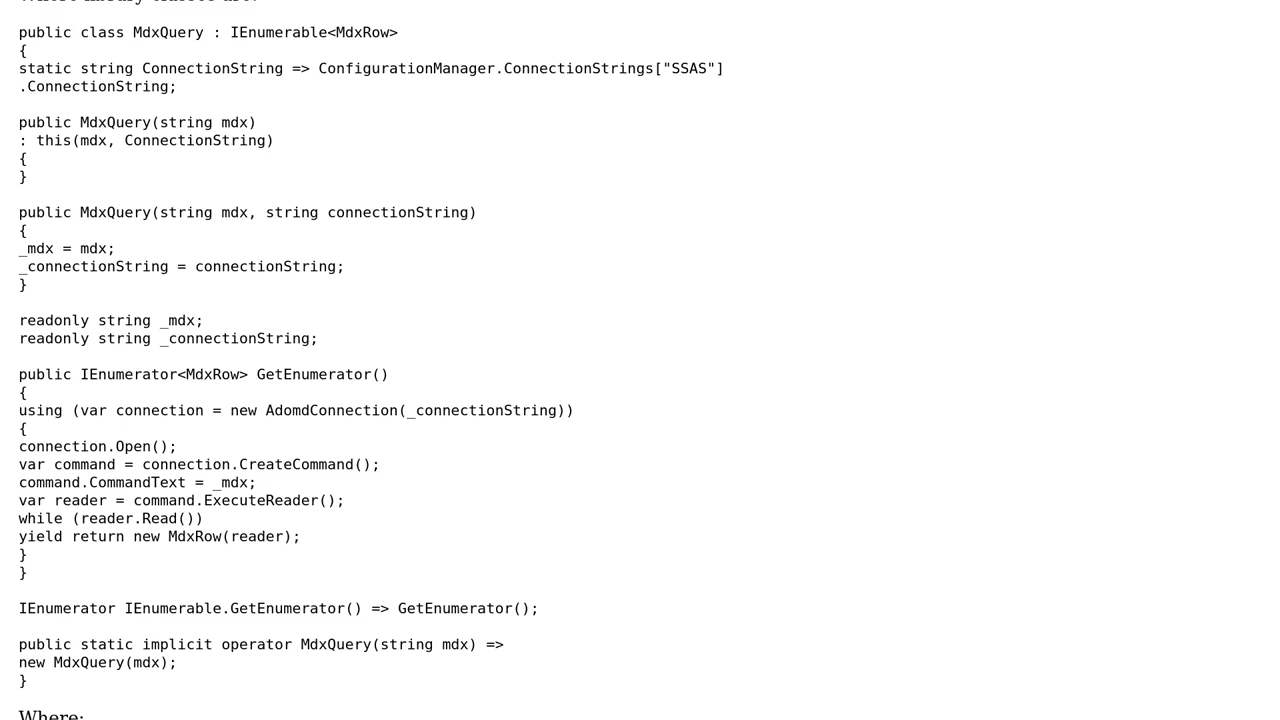 Where library classes are:
public class MdxQuery : IEnumerable<MdxRow>
{
static string ConnectionString => ConfigurationManager.ConnectionStrings["SSAS"]
.ConnectionString;
public MdxQuery(string mdx)
: this(mdx, ConnectionString)
{
}
public MdxQuery(string mdx, string connectionString)
{
_mdx = mdx;
_connectionString = connectionString;
}
readonly string _mdx;
readonly string _connectionString;
public IEnumerator<MdxRow> GetEnumerator()
{
using (var connection = new AdomdConnection(_connectionString))
{
connection.Open();
var command = connection.CreateCommand();
command.CommandText = _mdx;
var reader = command.ExecuteReader();
while (reader.Read())
yield return new MdxRow(reader);
}
}
IEnumerator IEnumerable.GetEnumerator() => GetEnumerator();
public static implicit operator MdxQuery(string mdx) =>
new MdxQuery(mdx);
}
Where: